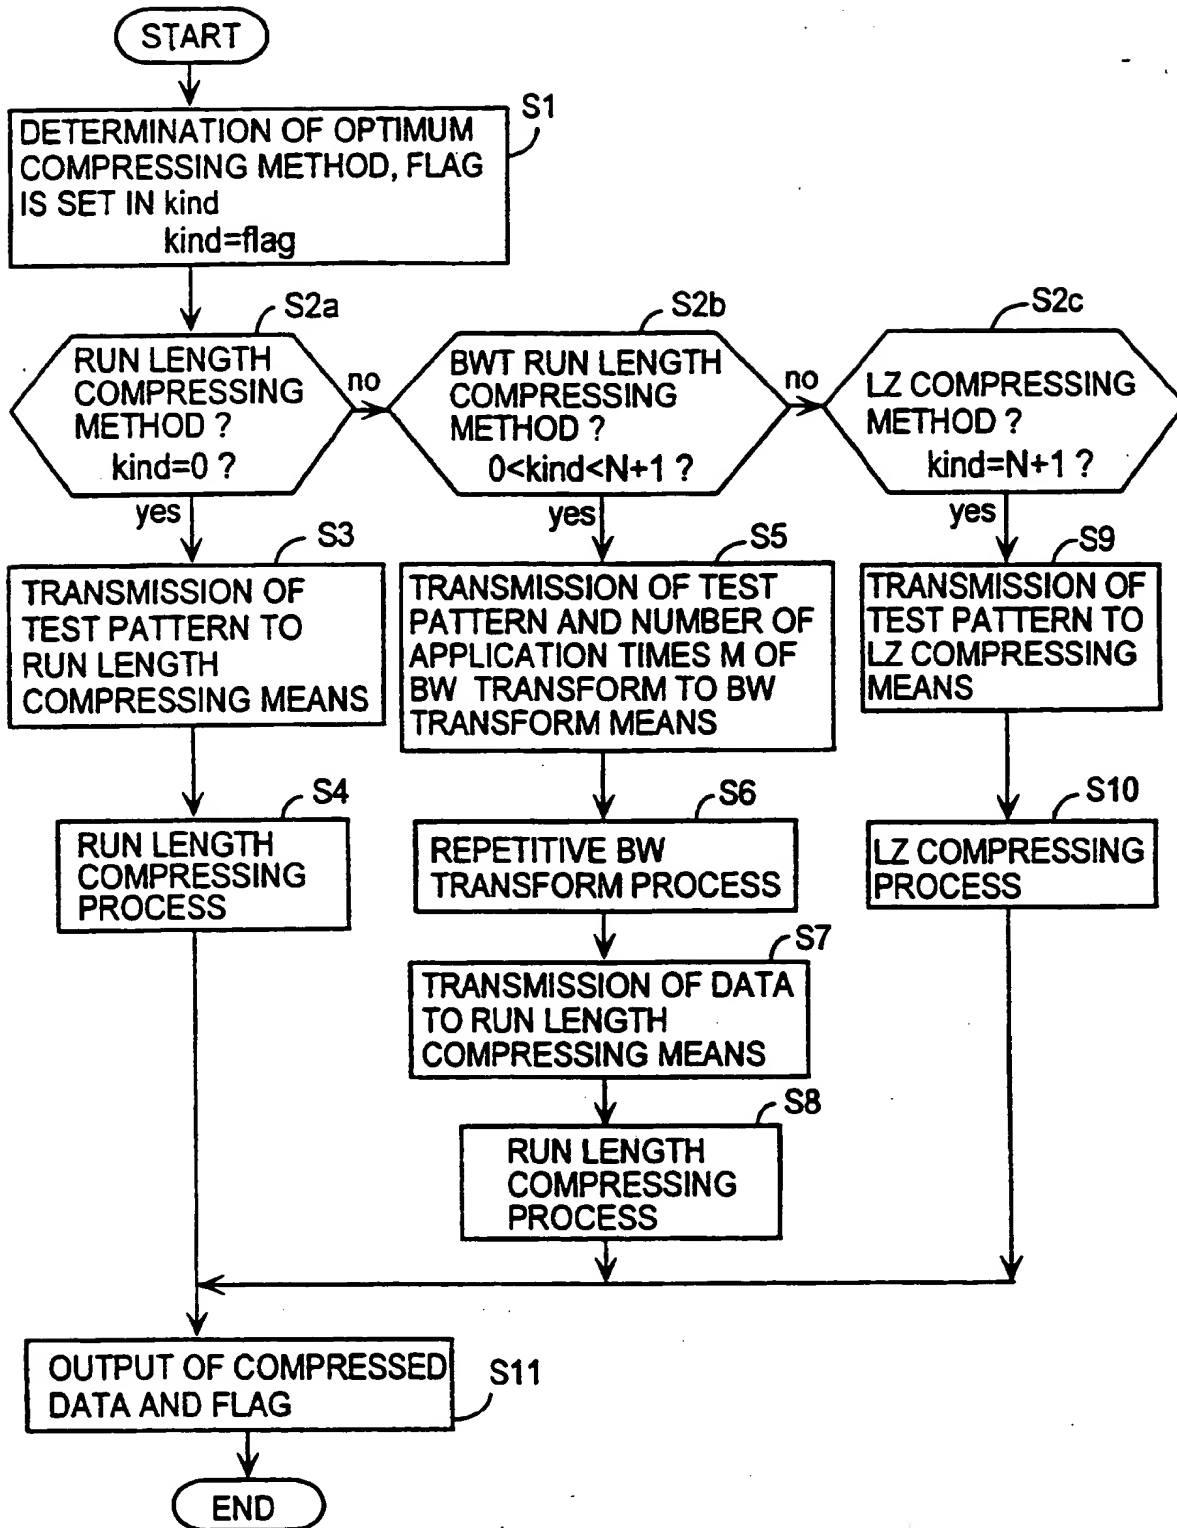 START
S1
DETERMINATION OF OPTIMUM
COMPRESSING METHOD, FLAG
IS SET IN kind
kind=flag
S2a
RUN LENGTH
COMPRESSING
METHOD ?
kind=0 ?
no
yes
S2b
BWT RUN LENGTH
COMPRESSING
METHOD ?
0<kind<N+1 ?
no
yes
S2c
LZ COMPRESSING
METHOD ?
kind=N+1 ?
yes
S3
TRANSMISSION OF
TEST PATTERN TO
RUN LENGTH
COMPRESSING MEANS
S5
TRANSMISSION OF TEST
PATTERN AND NUMBER OF
APPLICATION TIMES M OF
BW TRANSFORM TO BW
TRANSFORM MEANS
S9
TRANSMISSION OF
TEST PATTERN TO
LZ COMPRESSING
MEANS
S4
RUN LENGTH
COMPRESSING
PROCESS
S6
REPETITIVE BW
TRANSFORM PROCESS
S10
LZ COMPRESSING
PROCESS
S7
TRANSMISSION OF DATA
TO RUN LENGTH
COMPRESSING MEANS
S8
RUN LENGTH
COMPRESSING
PROCESS
OUTPUT OF COMPRESSED
DATA AND FLAG
S11
END